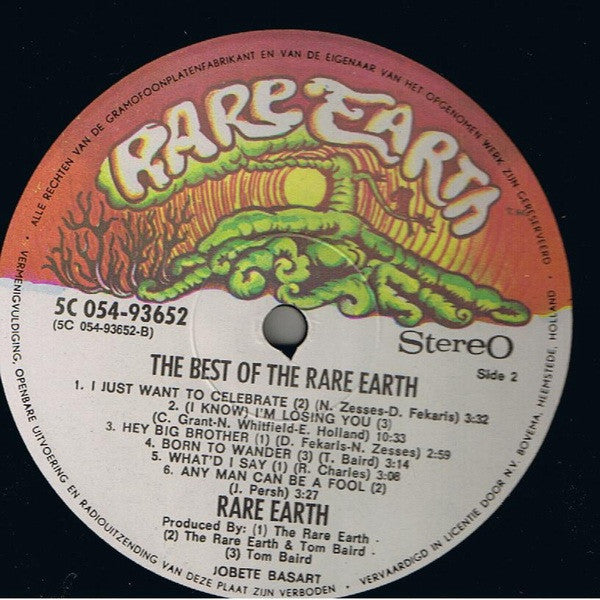 • ALLE RECHTEN VAN DE GRAMOFOONPLATENFABRIKANT EN VAN DE EIGENAAR VAN HET OPGENOMEN WERK ZIJN GERESERVEERD •
RARE EARTH
5C 054-93652
(5C 054-93652-B)
Stereo
THE BEST OF THE RARE EARTH
Side 2
1. I JUST WANT TO CELEBRATE (2) (N. Zesses-D. Fekaris) 3:32
2. (I KNOW) I'M LOSING YOU (3)
(C. Grant-N. Whitfield-E. Holland) 10:33
3. HEY BIG BROTHER (1) (D. Fekaris-N. Zesses) 2:59
4. BORN TO WANDER (3) (T. Baird) 3:14
5. WHAT'D I SAY (1) (R. Charles) 3:08
6. ANY MAN CAN BE A FOOL (2)
(J. Persh) 3:27
RARE EARTH
Produced By: (1) The Rare Earth .
(2) The Rare Earth & Tom Baird .
(3) Tom Baird
JOBETE BASART
VERMENIGVULDIGING, OPENBARE UITVOERING EN RADIOUITZENDING VAN DEZE PLAAT ZIJN VERBODEN • VERVAARDIGD IN LICENTIE DOOR N.V. BOVEMA, HEEMSTEDE, HOLLAND •